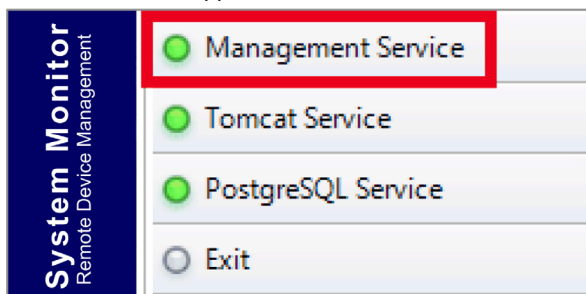 System Monitor
Remote Device Management
Management Service
Tomcat Service
PostgreSQL Service
Exit